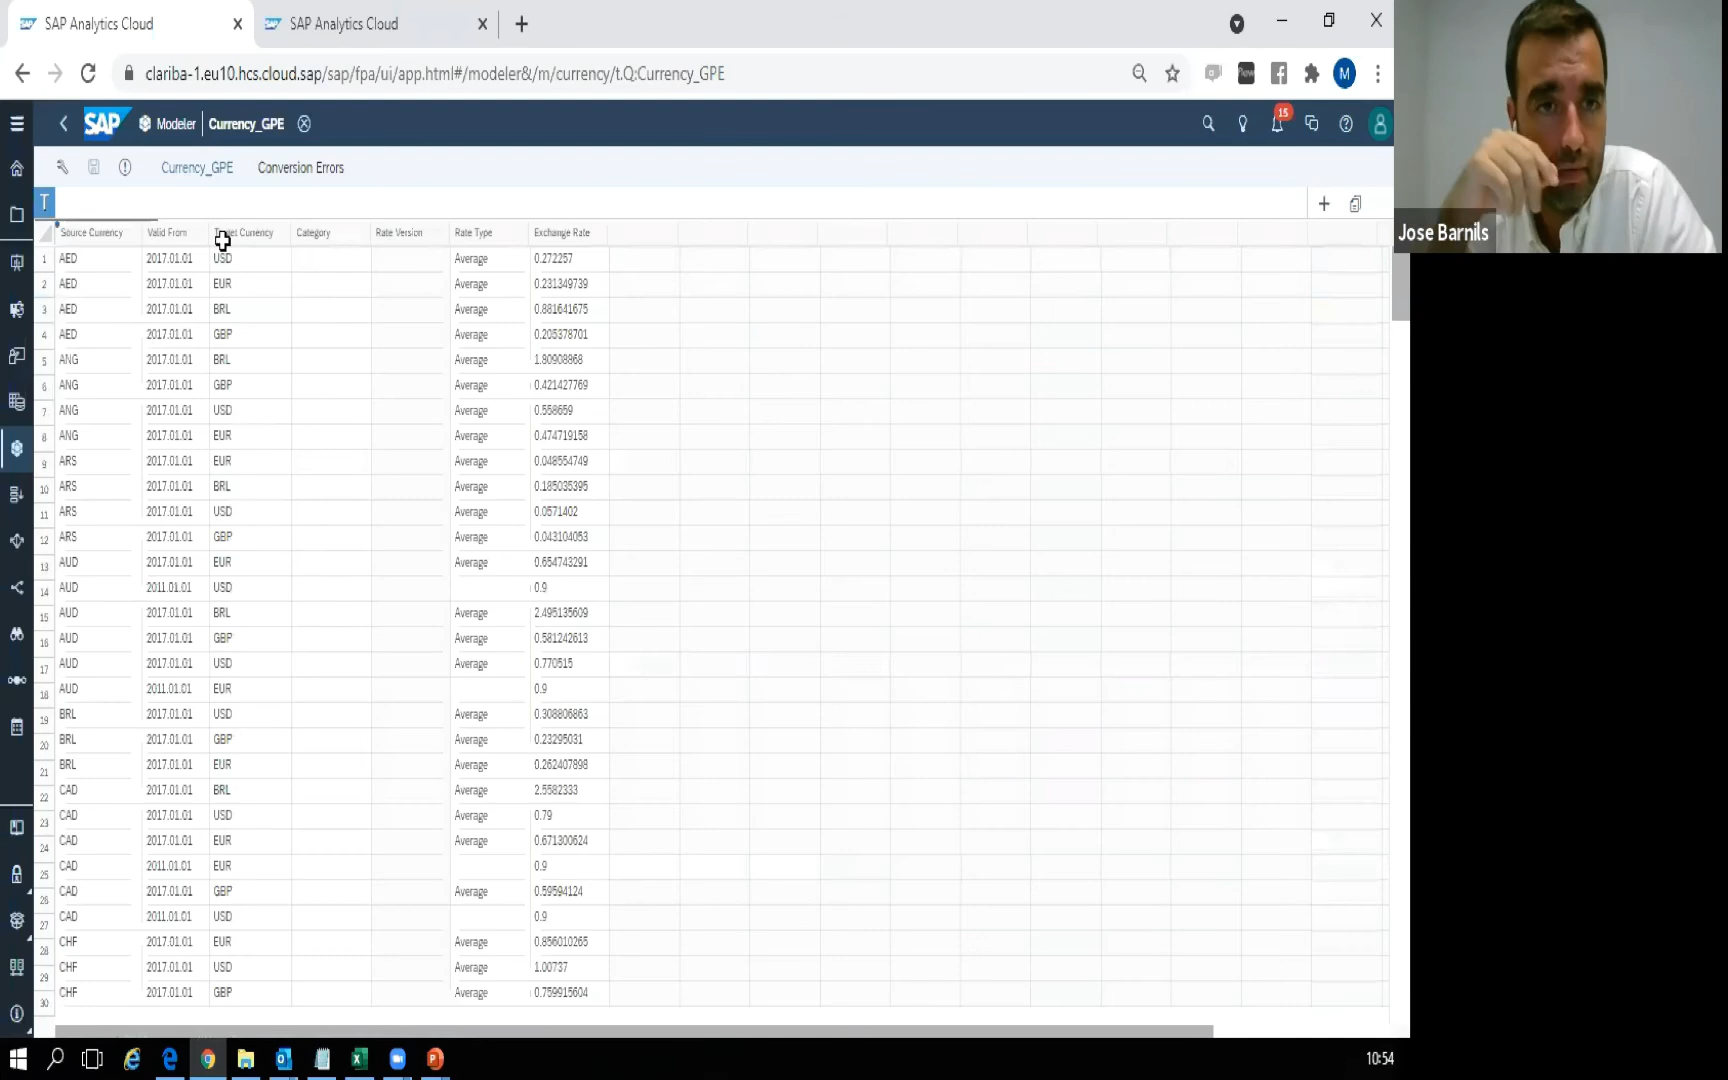 SAP SAP Analytics Cloud SAP SAP Analytics Cloud
clariba-1.eu10.hcs.cloud.sap/sap/fpa/ui/app.html#/modeler&/m/currency/t.Q:Currency_GPE new M
SAP Modeler Currency_GPE 15
Currency_GPE Conversion Errors
T
Jose Barnils
Source Currency Valid From Target Currency Category Rate Version Rate Type Exchange Rate
1 AED 2017.01.01 USD Average 0.272257
2 AED 2017.01.01 EUR Average 0.231349739
3 AED 2017.01.01 BRL Average 0.881641675
4 AED 2017.01.01 GBP Average 0.205378701
5 ANG 2017.01.01 BRL Average 1.80908868
6 ANG 2017.01.01 GBP Average 0.421427769
7 ANG 2017.01.01 USD Average 0.558659
8 ANG 2017.01.01 EUR Average 0.474719158
9 ARS 2017.01.01 EUR Average 0.048554749
10 ARS 2017.01.01 BRL Average 0.185035395
11 ARS 2017.01.01 USD Average 0.0571402
12 ARS 2017.01.01 GBP Average 0.043104053
13 AUD 2017.01.01 EUR Average 0.654743291
14 AUD 2011.01.01 USD 0.9
15 AUD 2017.01.01 BRL Average 2.495135609
16 AUD 2017.01.01 GBP Average 0.581242613
17 AUD 2017.01.01 USD Average 0.770515
18 AUD 2011.01.01 EUR 0.9
19 BRL 2017.01.01 USD Average 0.308806863
20 BRL 2017.01.01 GBP Average 0.23295031
21 BRL 2017.01.01 EUR Average 0.262407898
22 CAD 2017.01.01 BRL Average 2.5582333
23 CAD 2017.01.01 USD Average 0.79
24 CAD 2017.01.01 EUR Average 0.671300624
25 CAD 2011.01.01 EUR 0.9
26 CAD 2017.01.01 GBP Average 0.59594124
27 CAD 2011.01.01 USD 0.9
28 CHF 2017.01.01 EUR Average 0.856010265
29 CHF 2017.01.01 USD Average 1.00737
30 CHF 2017.01.01 GBP Average 0.759915604
10:54